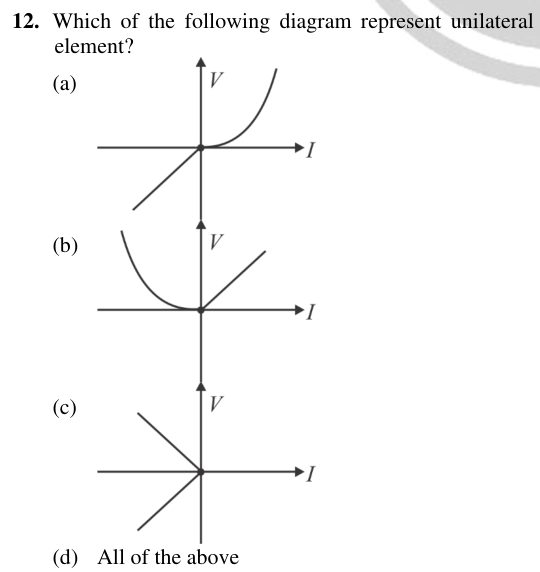 12. Which of the following diagram represent unilateral
element?
(a)
V
I
(b)
V
I
(c)
V
I
(d) All of the above